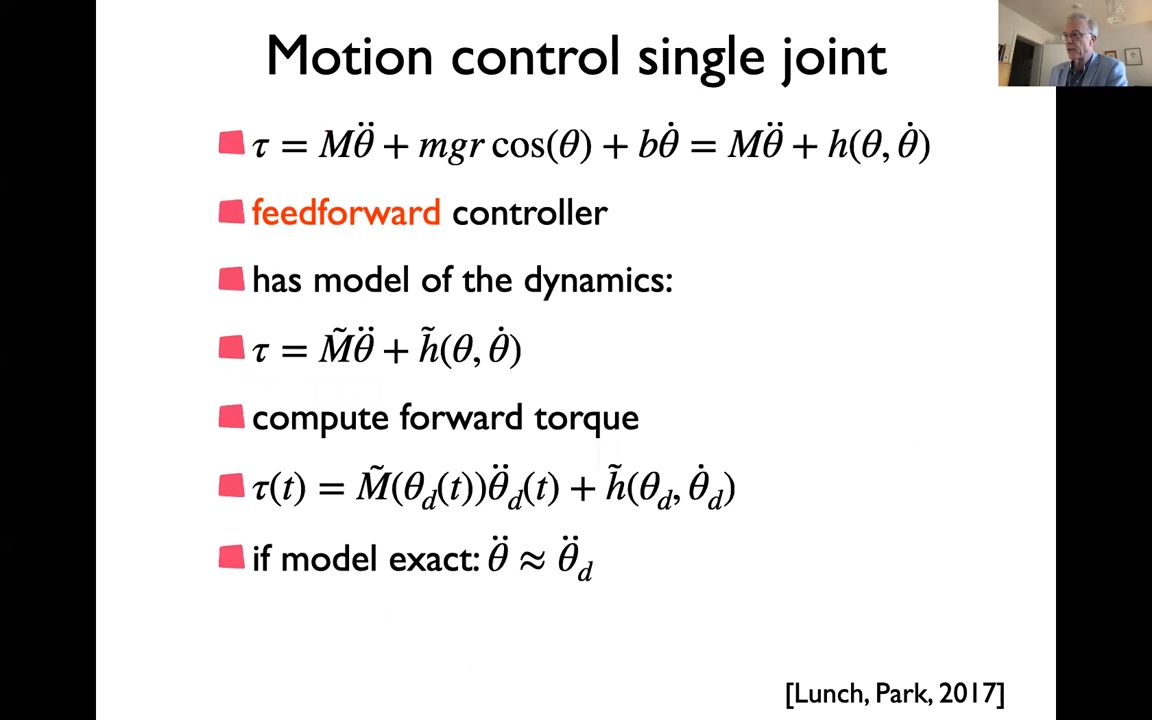 Motion control single joint
τ = Mθ̈ + mgr cos(θ) + bθ̇ = Mθ̈ + h(θ, θ̇)
feedforward controller
has model of the dynamics:
τ = M̃θ̈ + h̃(θ, θ̇)
compute forward torque
τ(t) = M̃(θ_d(t))θ̈_d(t) + h̃(θ_d, θ̇_d)
if model exact: θ̈ ≈ θ̈_d
[Lunch, Park, 2017]